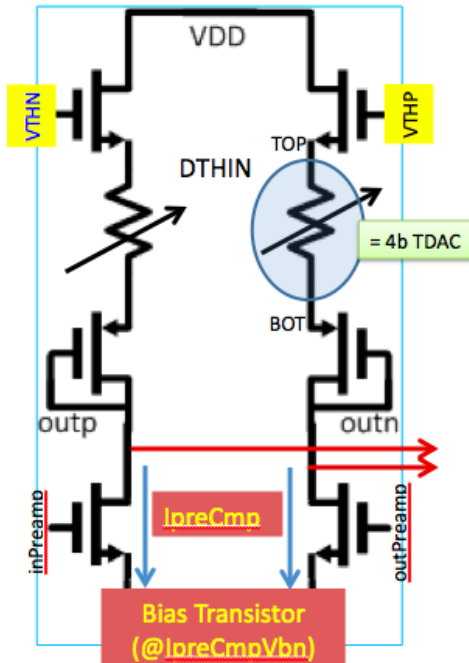 VDD
VTHN
VTHP
TOP
DTHIN
= 4b TDAC
BOT
outp
outn
inPreamp
IpreCmp
outPreamp
Bias Transistor
(@IpreCmpVbn)